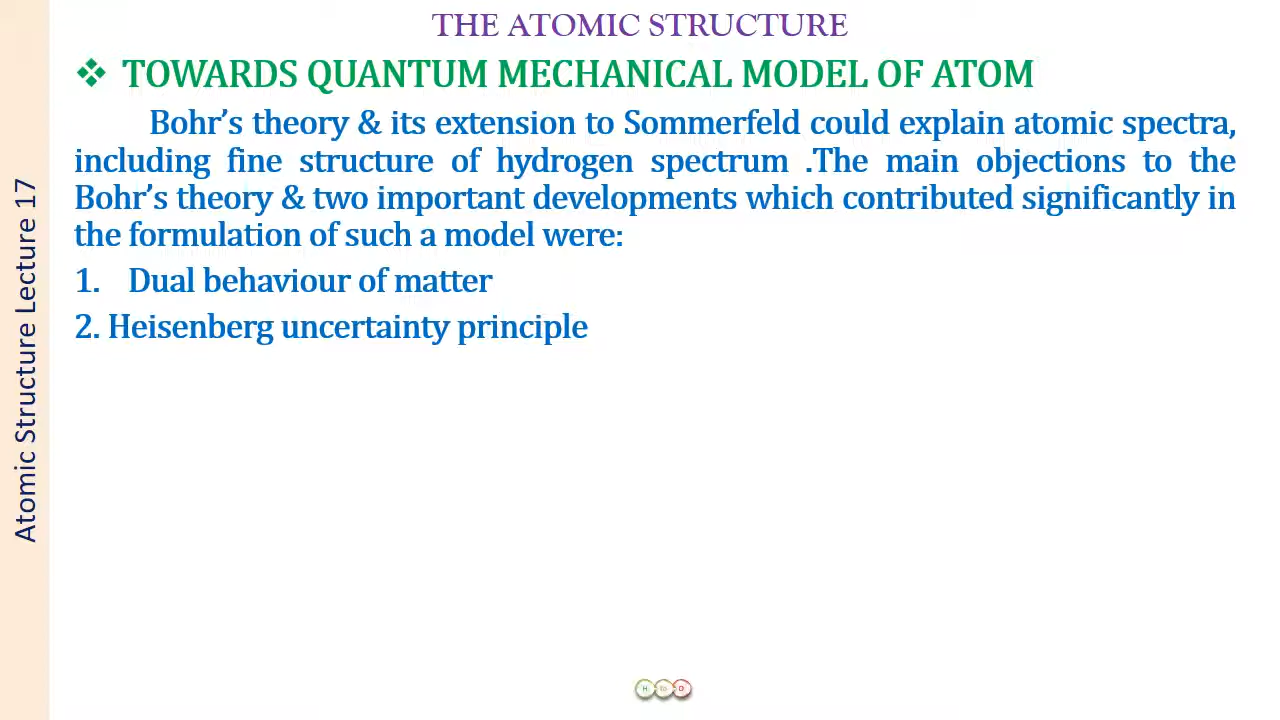 THE ATOMIC STRUCTURE
❖ TOWARDS QUANTUM MECHANICAL MODEL OF ATOM
Bohr’s theory & its extension to Sommerfeld could explain atomic spectra,
including fine structure of hydrogen spectrum .The main objections to the
Bohr’s theory & two important developments which contributed significantly in
the formulation of such a model were:
1. Dual behaviour of matter
2. Heisenberg uncertainty principle
Atomic Structure Lecture 17
H to D